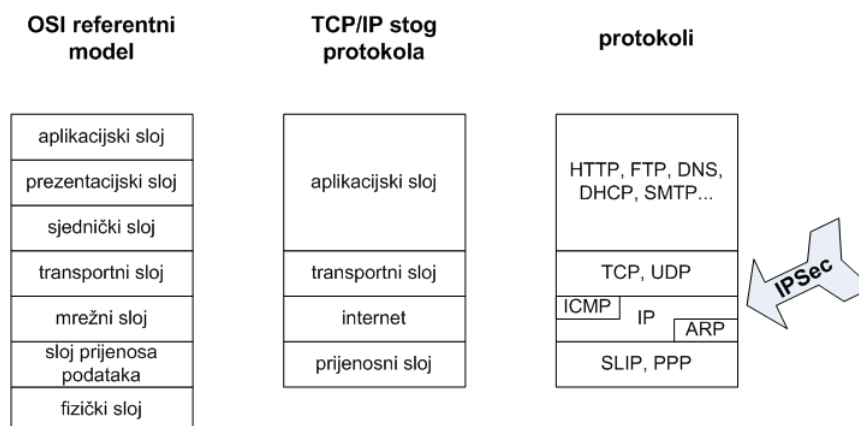 OSI referentni
model
TCP/IP stog
protokola
protokoli
aplikacijski sloj
prezentacijski sloj
sjednički sloj
transportni sloj
mrežni sloj
sloj prijenosa
podataka
fizički sloj
aplikacijski sloj
transportni sloj
internet
prijenosni sloj
HTTP, FTP, DNS,
DHCP, SMTP...
TCP, UDP
ICMP
IP
ARP
SLIP, PPP
IPSec